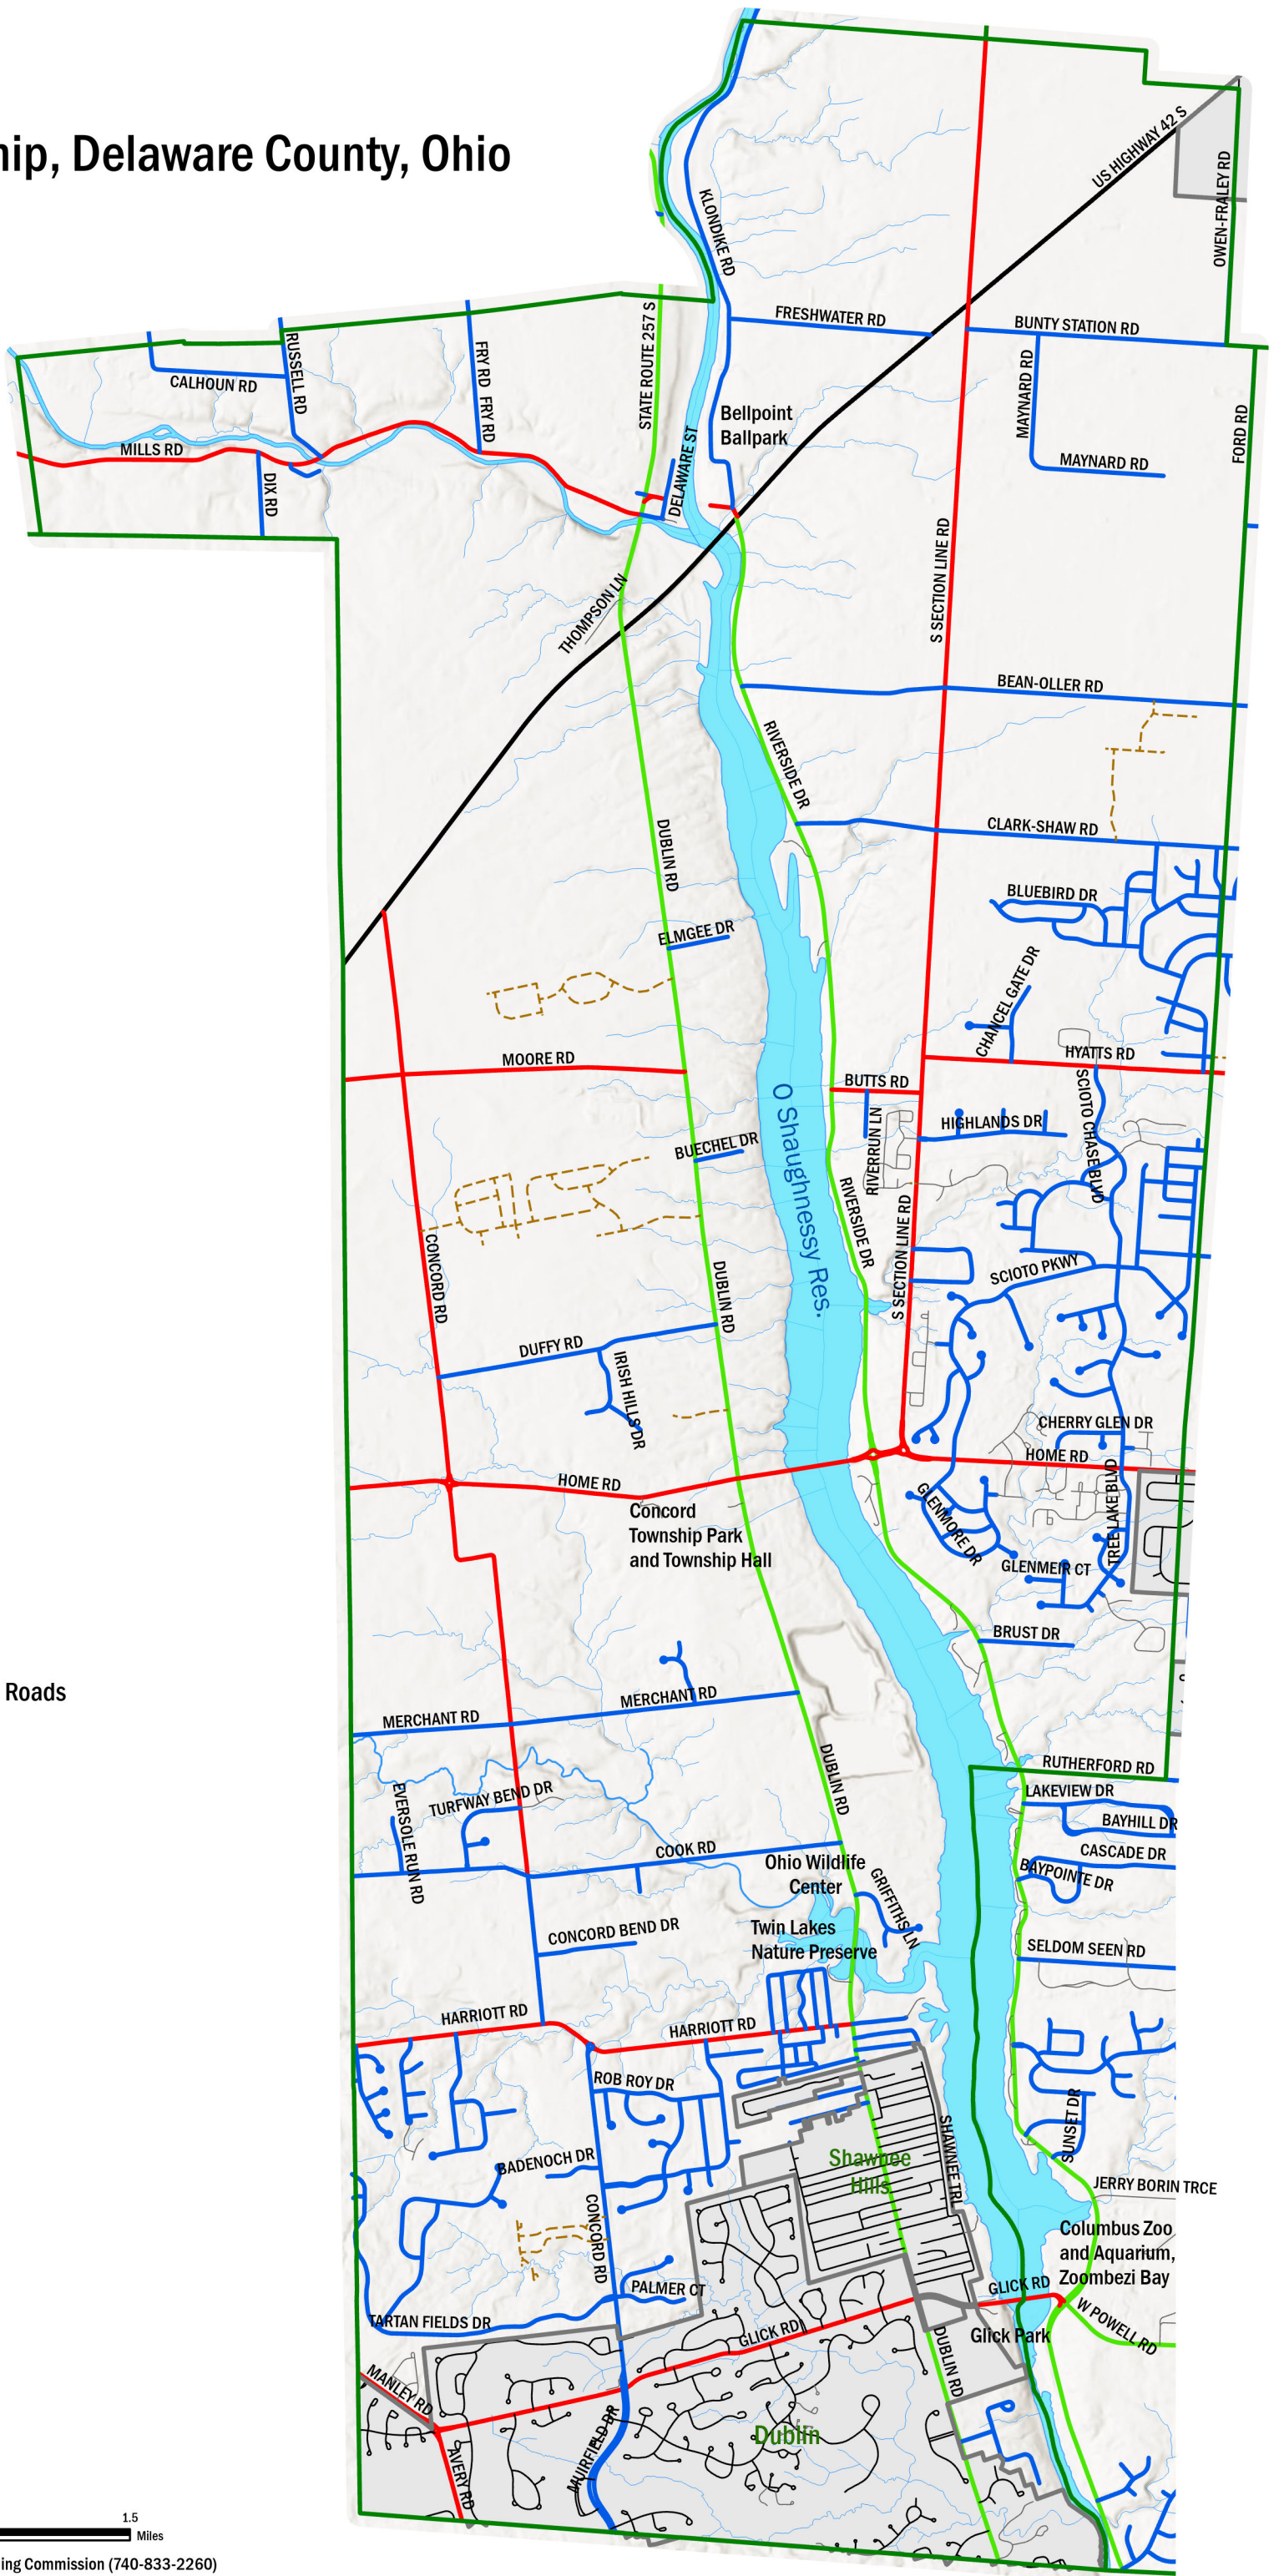 hip, Delaware County, Ohio
US HIGHWAY 42 S
OWEN-FRALEY RD
KLONDIKE RD
FRESHWATER RD
BUNTY STATION RD
STATE ROUTE 257 S
RUSSELL RD
FRY RD
FRY RD
CALHOUN RD
MAYNARD RD
FORD RD
Bellpoint
Ballpark
MILLS RD
DIX RD
DELAWARE ST
MAYNARD RD
S SECTION LINE RD
THOMPSON LN
BEAN-OLLER RD
RIVERSIDE DR
DUBLIN RD
CLARK-SHAW RD
BLUEBIRD DR
ELMGEE DR
CHANCEL GATE DR
MOORE RD
HYATTS RD
BUTTS RD
SCIOTO CHASE BLVD
O Shaughnessy Res.
HIGHLANDS DR
RIVERRUN LN
BUECHEL DR
RIVERSIDE DR
S SECTION LINE RD
CONCORD RD
DUBLIN RD
SCIOTO PKWY
DUFFY RD
IRISH HILLS DR
CHERRY GLEN DR
HOME RD
HOME RD
TREE LAKE BLVD
GLENMORE DR
Concord
Township Park
and Township Hall
GLENMEIR CT
BRUST DR
Roads
MERCHANT RD
MERCHANT RD
DUBLIN RD
RUTHERFORD RD
LAKEVIEW DR
BAYHILL DR
CASCADE DR
BAYPOINTE DR
TURFWAY BEND DR
EVERSOLE RUN RD
COOK RD
Ohio Wildlife
Center
GRIFFITHS LN
CONCORD BEND DR
Twin Lakes
Nature Preserve
SELDOM SEEN RD
HARRIOTT RD
HARRIOTT RD
ROB ROY DR
SUNSET DR
BADENOCH DR
Shawnee
Hills
SHAWNEE TRL
JERRY BORIN TRCE
CONCORD RD
Columbus Zoo
and Aquarium,
Zoombezi Bay
PALMER CT
GLICK RD
TARTAN FIELDS DR
GLICK RD
Glick Park
W POWELL RD
DUBLIN RD
MANLEY RD
MUIRFIELD DR
Dublin
AVERY RD
1.5
Miles
ing Commission (740-833-2260)